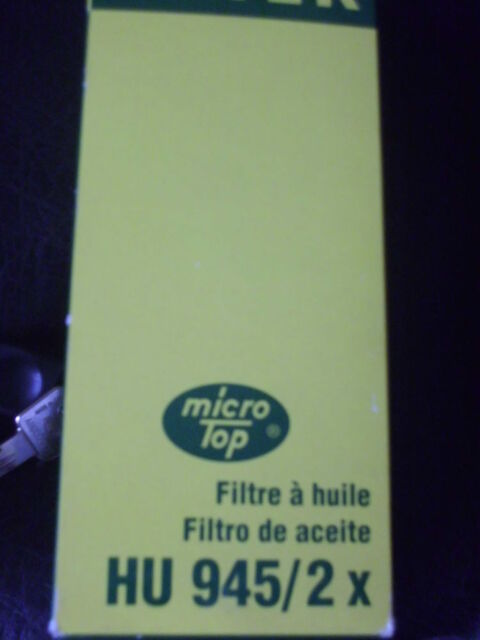 micro
Top ®
Filtre à huile
Filtro de aceite
HU 945/2 x